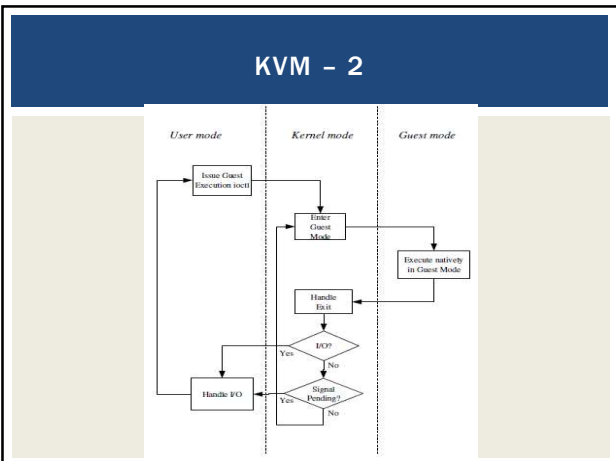 KVM – 2
User mode
Kernel mode
Guest mode
Issue Guest
Execution ioctl
Enter
Guest
Mode
Execute natively
in Guest Mode
Handle
Exit
I/O?
Yes
No
Handle I/O
Signal
Pending?
Yes
No